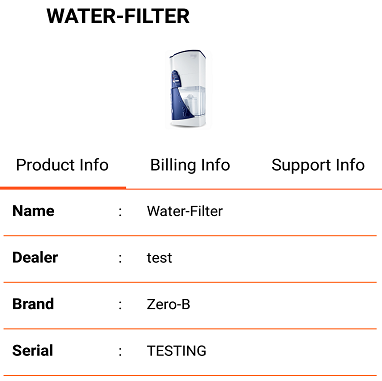 WATER-FILTER
Product Info Billing Info Support Info
Name : Water-Filter
Dealer : test
Brand : Zero-B
Serial : TESTING